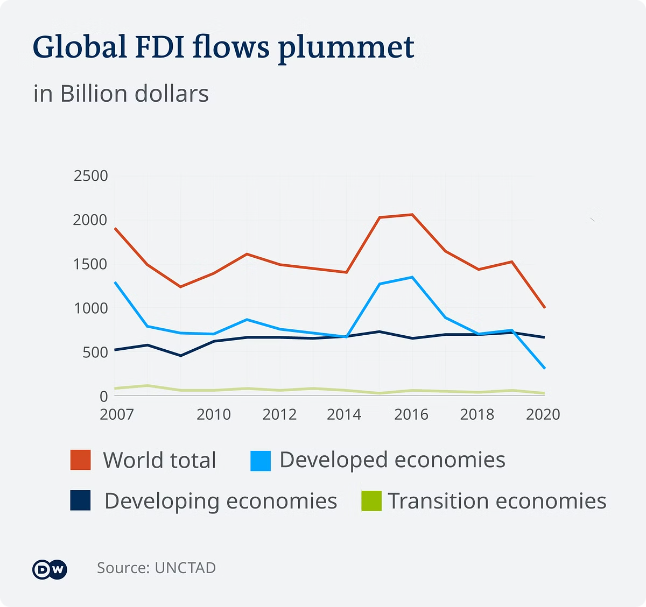 Global FDI flows plummet
in Billion dollars
2500
2000
1500
1000
500
0
2007 2010 2012 2014 2016 2018 2020
World total Developed economies
Developing economies Transition economies
DW Source: UNCTAD